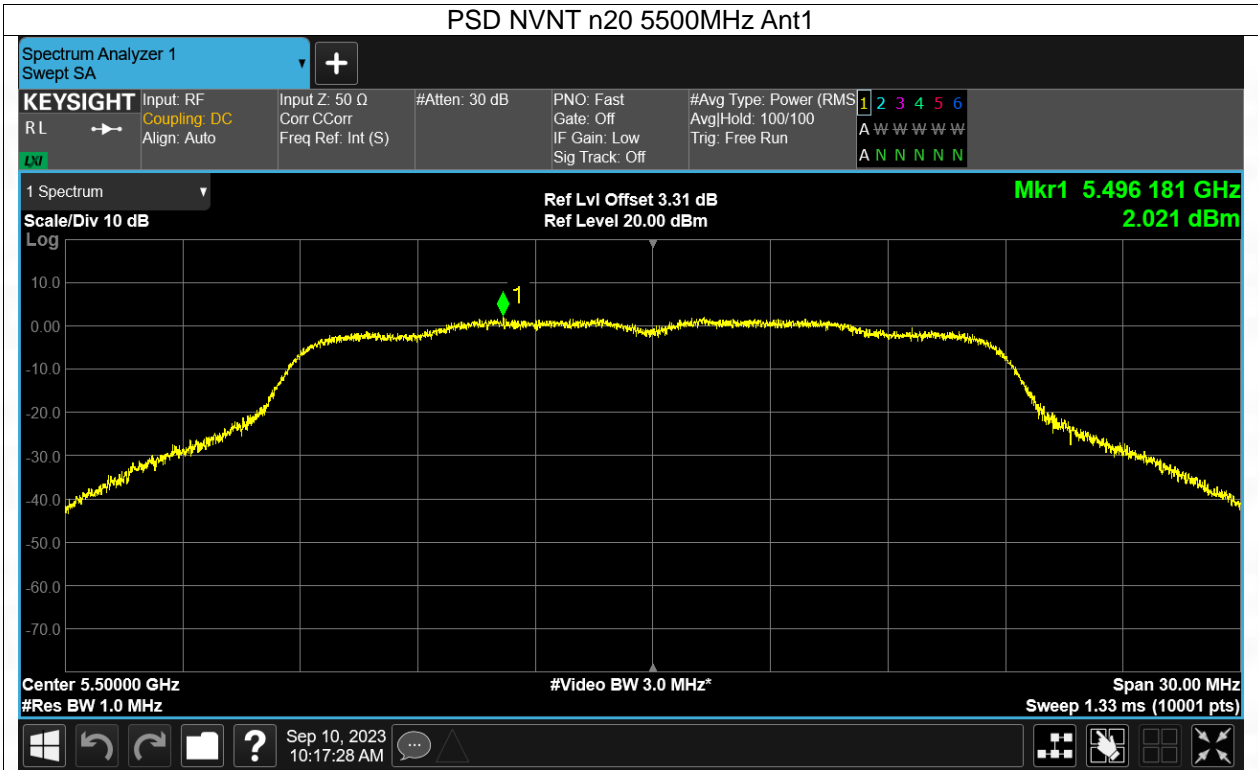 PSD NVNT n20 5500MHz Ant1
Spectrum Analyzer 1
Swept SA
KEYSIGHT
RL
LXI
Input: RF
Coupling: DC
Align: Auto
Input Z: 50 Ω
Corr CCorr
Freq Ref: Int (S)
#Atten: 30 dB
PNO: Fast
Gate: Off
IF Gain: Low
Sig Track: Off
#Avg Type: Power (RMS
Avg|Hold: 100/100
Trig: Free Run
1 2 3 4 5 6
A W W W W W
A N N N N N
1 Spectrum
Scale/Div 10 dB
Ref Lvl Offset 3.31 dB
Ref Level 20.00 dBm
Mkr1 5.496 181 GHz
2.021 dBm
Log
10.0
0.00
-10.0
-20.0
-30.0
-40.0
-50.0
-60.0
-70.0
1
1
Center 5.50000 GHz
#Res BW 1.0 MHz
#Video BW 3.0 MHz*
Span 30.00 MHz
Sweep 1.33 ms (10001 pts)
?
Sep 10, 2023
10:17:28 AM